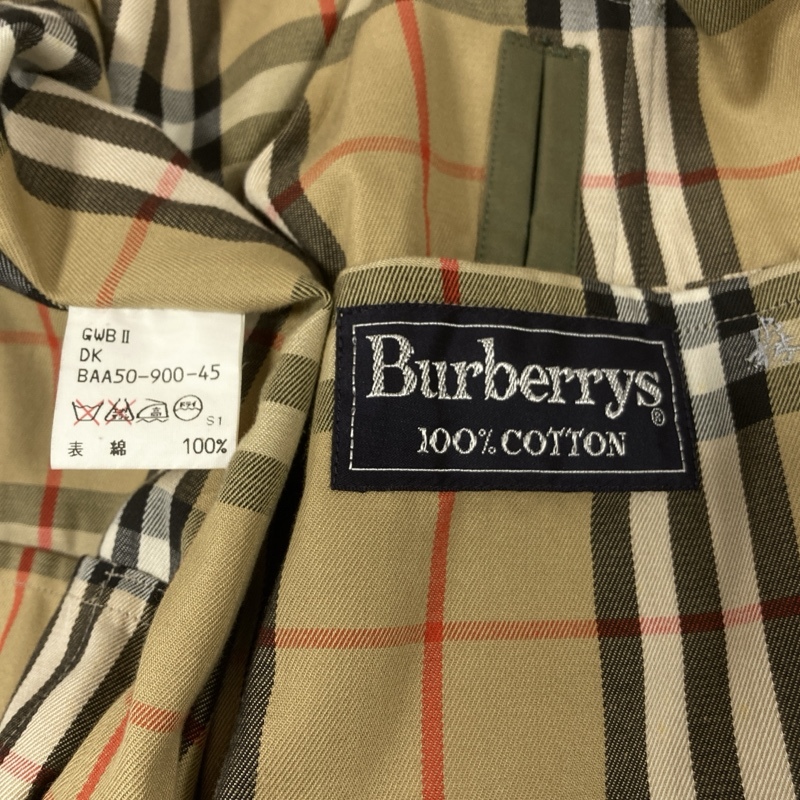 GWB II
DK
BAA50-900-45
S1
表 綿 100%
Burberrys®
100% COTTON